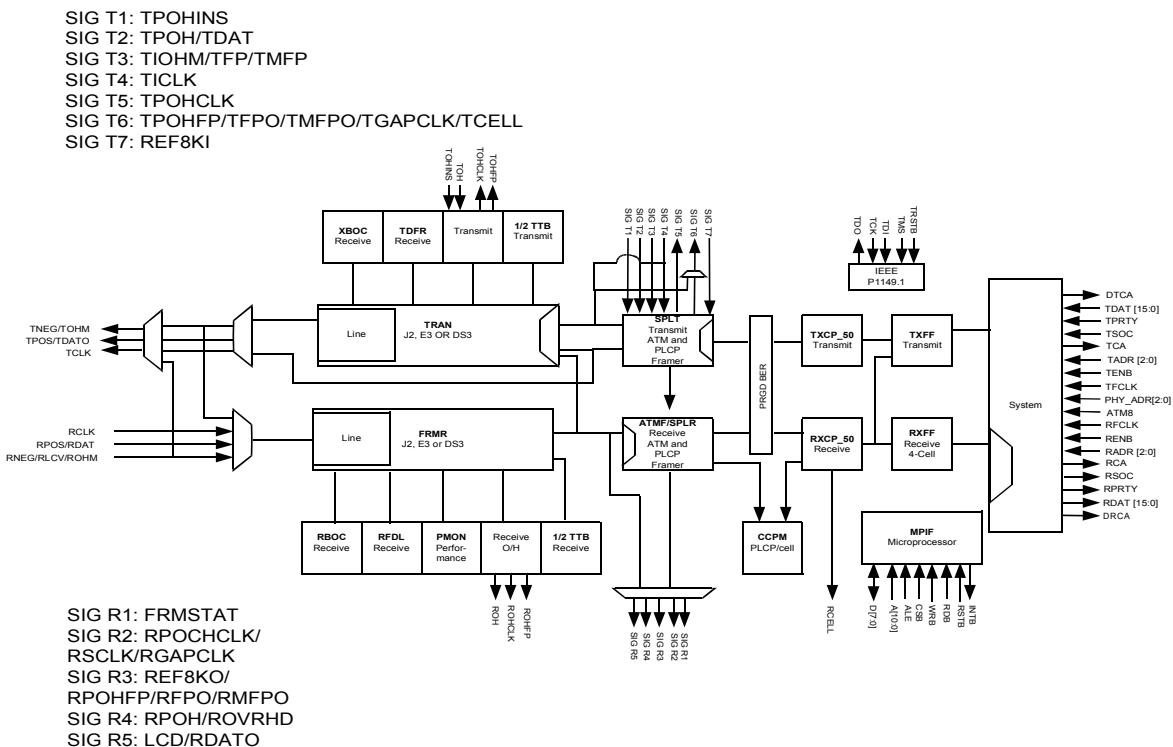 SIG T1: TPOHINS
SIG T2: TPOH/TDAT
SIG T3: TIOHM/TFP/TMFP
SIG T4: TICLK
SIG T5: TPOHCLK
SIG T6: TPOHFP/TFPO/TMFPO/TGAPCLK/TCELL
SIG T7: REF8KI
TOHINS
TOH
TOHCLK
TOHFP
XBOC
Receive
TDFR
Receive
Transmit
1/2 TTB
Transmit
SIG T1
SIG T2
SIG T3
SIG T4
SIG T5
SIG T6
SIG T7
TDO
TCK
TDI
TMS
TRSTB
IEEE
P1149.1
TNEG/TOHM
TPOS/TDATO
TCLK
Line
TRAN
J2, E3 OR DS3
SPLT
Transmit
ATM and
PLCP
Framer
PRGD BER
TXCP_50
Transmit
TXFF
Transmit
System
DTCA
TDAT [15:0]
TPRTY
TSOC
TCA
TADR [2:0]
TENB
TFCLK
PHY_ADR[2:0]
ATM8
RFCLK
RENB
RADR [2:0]
RCA
RSOC
RPRTY
RDAT [15:0]
DRCA
RCLK
RPOS/RDAT
RNEG/RLCV/ROHM
Line
FRMR
J2, E3 or DS3
ATMF/SPLR
Receive
ATM and
PLCP
Framer
RXCP_50
Receive
RXFF
Receive
4-Cell
RBOC
Receive
RFDL
Receive
PMON
Perfor-
mance
Receive
O/H
1/2 TTB
Receive
CCPM
PLCP/cell
MPIF
Microprocessor
ROH
ROHCLK
ROHFP
SIG R5
SIG R4
SIG R3
SIG R2
SIG R1
RCELL
D[7:0]
A[10:0]
ALE
CSB
WRB
RDB
RSTB
INTB
SIG R1: FRMSTAT
SIG R2: RPOCHCLK/
RSCLK/RGAPCLK
SIG R3: REF8KO/
RPOHFP/RFPO/RMFPO
SIG R4: RPOH/ROVRHD
SIG R5: LCD/RDATO